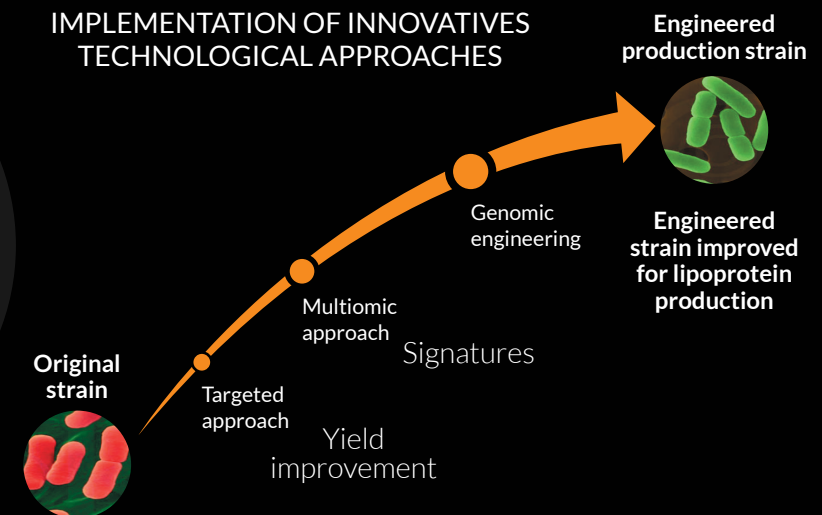 IMPLEMENTATION OF INNOVATIVES
TECHNOLOGICAL APPROACHES
Engineered
production strain
Genomic
engineering
Engineered
strain improved
for lipoprotein
production
Multiomic
approach
Signatures
Original
strain
Targeted
approach
Yield
improvement